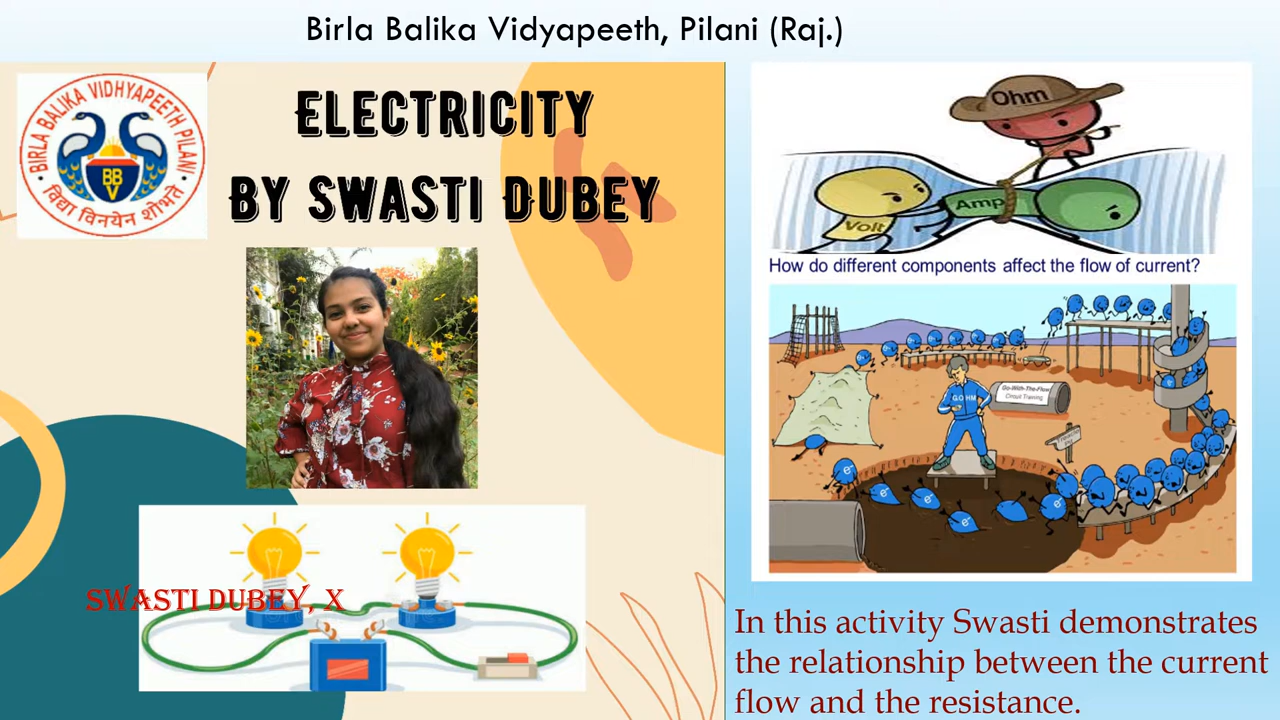 Birla Balika Vidyapeeth, Pilani (Raj.)
BIRLA BALIKA VIDHYAPEETH PILANI
BBV
विद्या विनयेन शोभते
ELECTRICITY
BY SWASTI DUBEY
SWASTI DUBEY, X
Ohm
Volt
Amp
How do different components affect the flow of current?
Go-With-The-Flow
Circuit Training
G.OHM
e-
In this activity Swasti demonstrates
the relationship between the current
flow and the resistance.